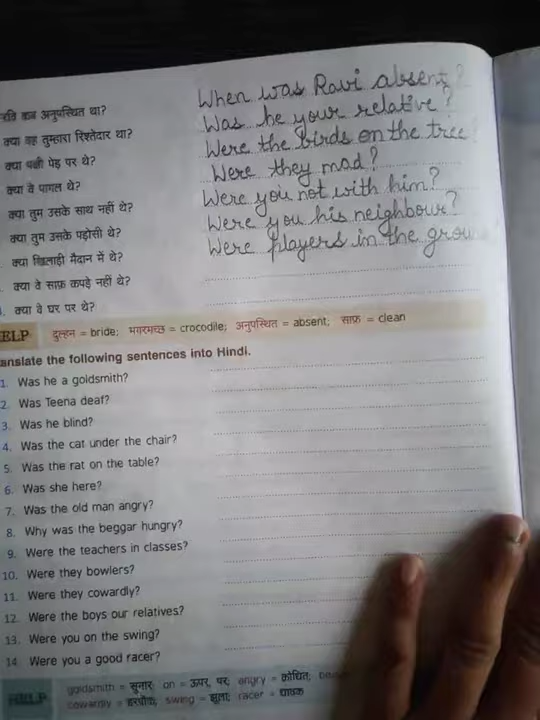 रवि कब अनुपस्थित था? When was Ravi absent?
क्या वह तुम्हारा रिश्तेदार था? Was he your relative?
क्या पक्षी पेड़ पर थे? Were the birds on the tree?
क्या वे पागल थे? Were they mad?
क्या तुम उसके साथ नहीं थे? Were you not with him?
क्या तुम उसके पड़ोसी थे? Were you his neighbour?
क्या खिलाड़ी मैदान में थे? Were players in the grou
क्या वे साफ़ कपड़े नहीं थे?
क्या वे घर पर थे?
ELP दुल्हन = bride; मगरमच्छ = crocodile; अनुपस्थित = absent; साफ़ = clean
anslate the following sentences into Hindi.
1. Was he a goldsmith?
2. Was Teena deaf?
3. Was he blind?
4. Was the cat under the chair?
5. Was the rat on the table?
6. Was she here?
7. Was the old man angry?
8. Why was the beggar hungry?
9. Were the teachers in classes?
10. Were they bowlers?
11. Were they cowardly?
12. Were the boys our relatives?
13. Were you on the swing?
14. Were you a good racer?
HELP goldsmith = सुनार; on = ऊपर, पर; angry = क्रोधित;
cowardly = डरपोक; swing = झूला; racer = धावक